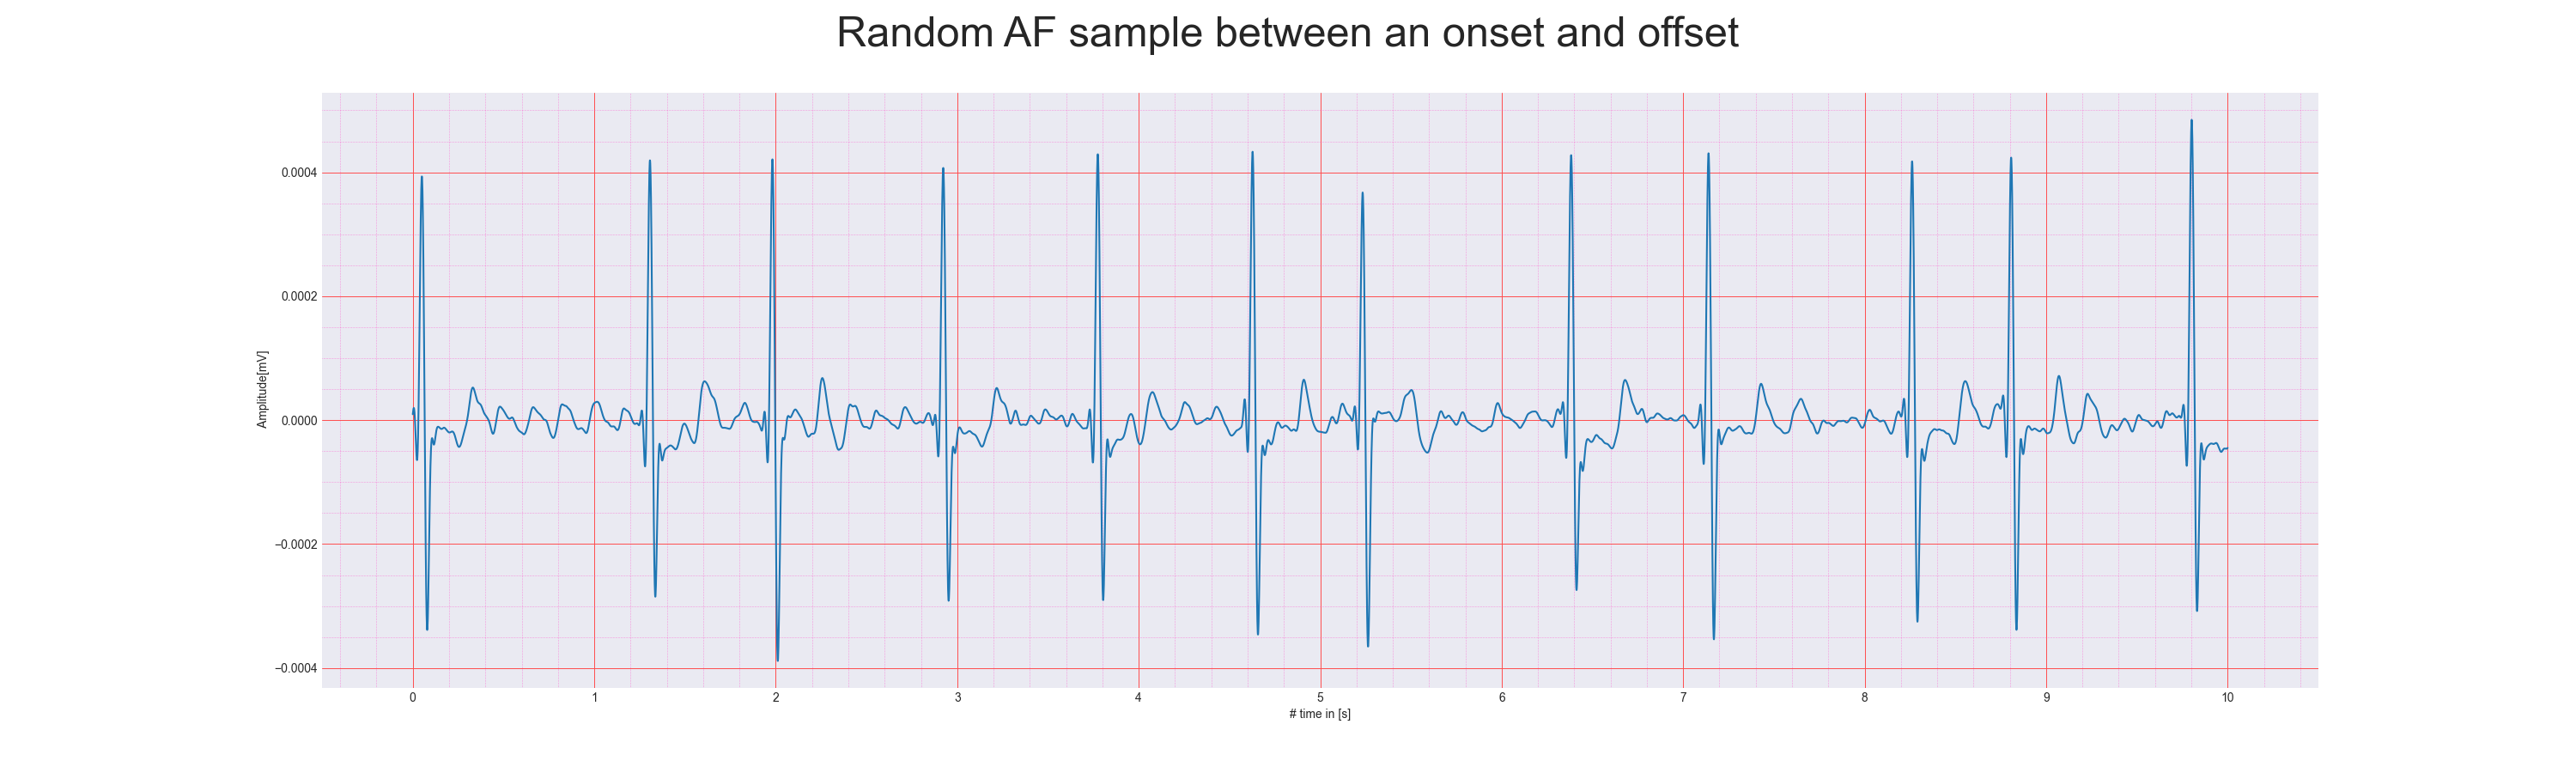 Random AF sample between an onset and offset
Amplitude[mV]
0.0004
0.0002
0.0000
−0.0002
−0.0004
0 1 2 3 4 5 6 7 8 9 10
# time in [s]